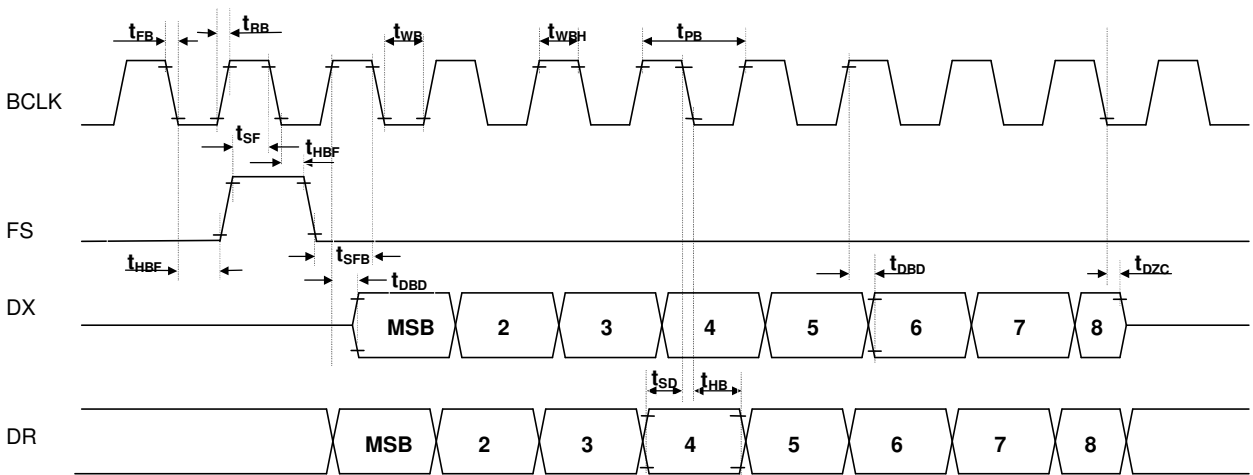 tFB tRB tWB tWBH tPB
BCLK
tSF
tHBF
FS
tHBF tSFB
tDBD tDBD tDZC
DX
MSB 2 3 4 5 6 7 8
tSD tHB
DR
MSB 2 3 4 5 6 7 8